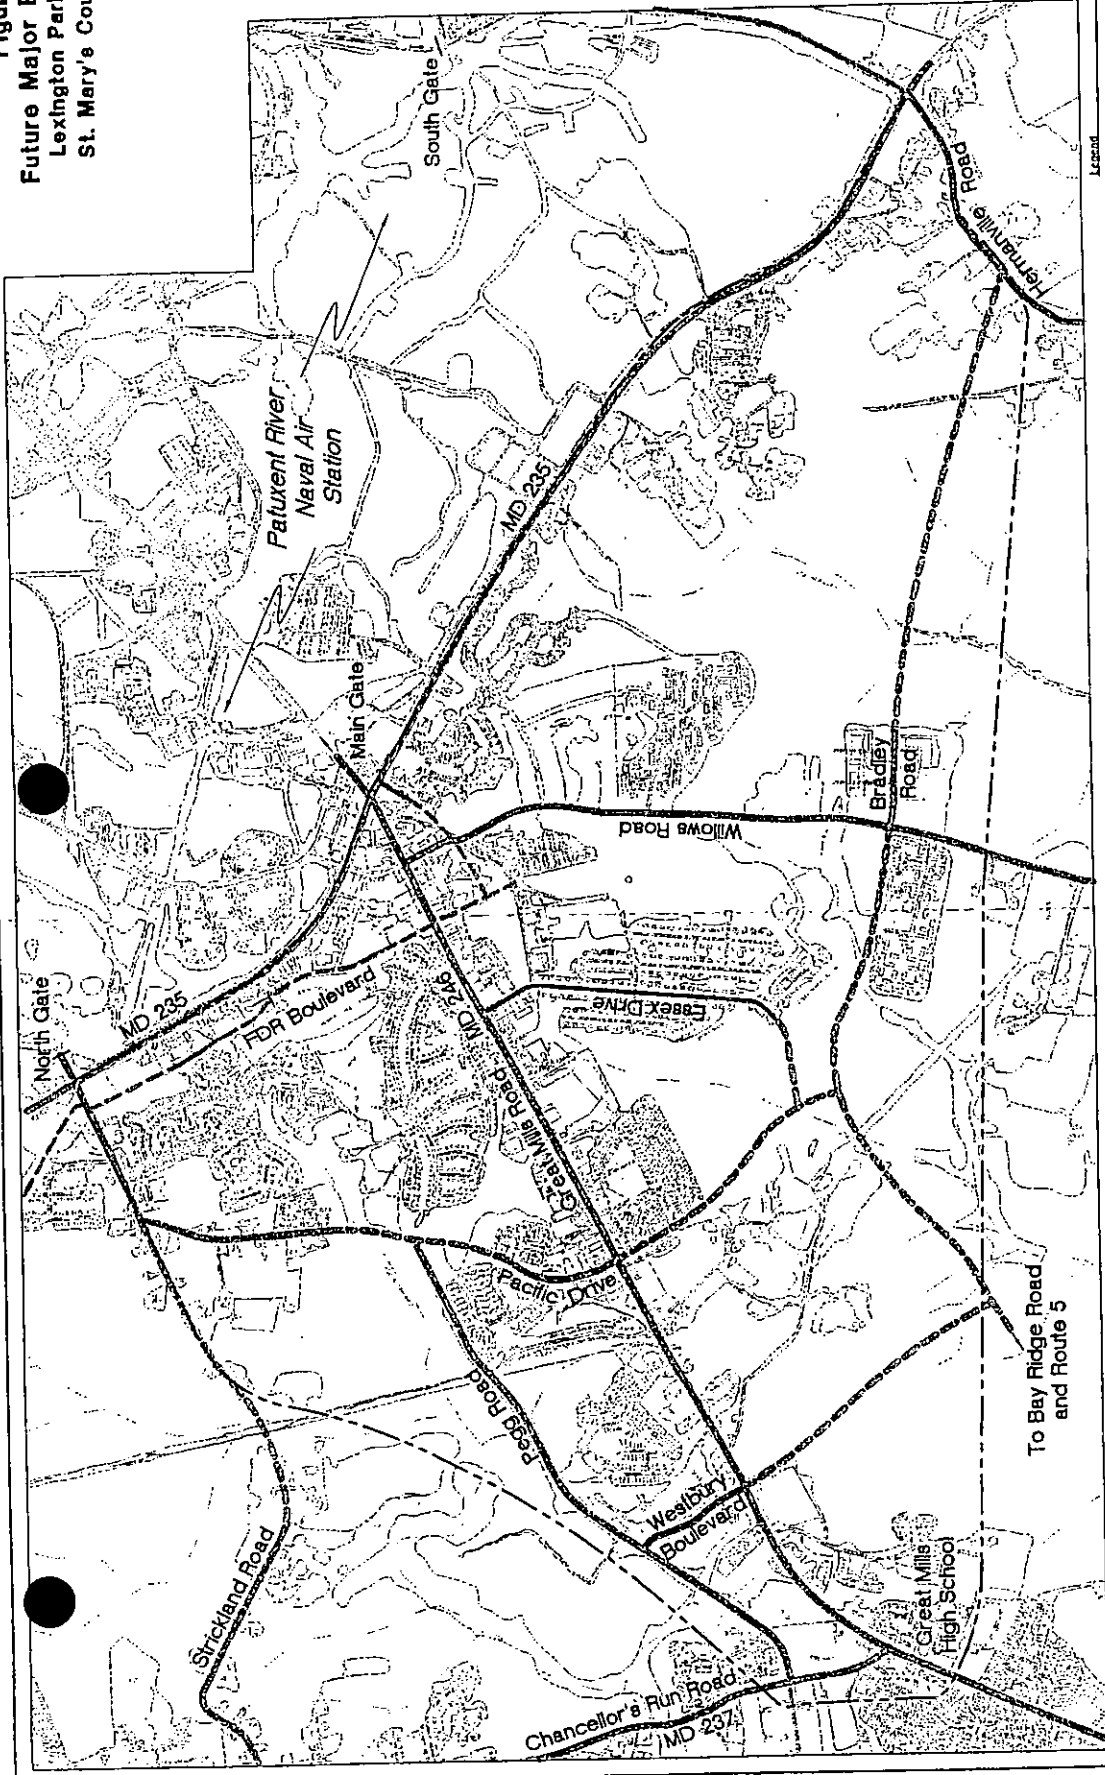 Future Major
Lexington Park
St. Mary's
South Gate
Patuxent River
Naval Air
Station
MD 235
Hermanville Road
Main Gate
North Gate
MD 235
FDR Boulevard
MD 246
Great Mills Road
Willows Road
Bradley
Road
Essex Drive
Pacific Drive
Pegg Road
Strickland Road
Westbury
Boulevard
Great Mills
High School
Chancellor's Run Road
MD 237
To Bay Ridge Road
and Route 5
Legend